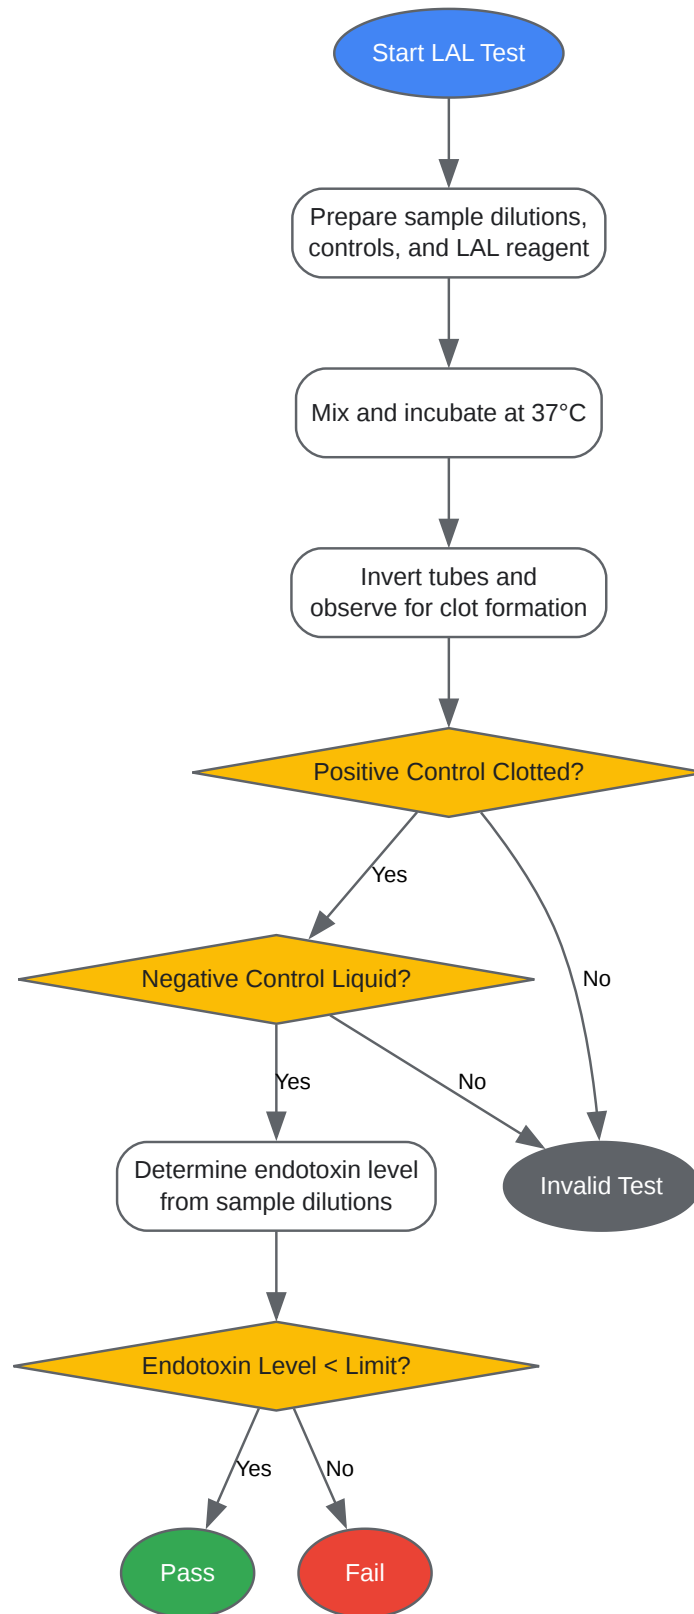 Start LAL Test
Prepare sample dilutions,
controls, and LAL reagent
Mix and incubate at 37°C
Invert tubes and
observe for clot formation
Positive Control Clotted?
Yes
No
Negative Control Liquid?
Yes
No
Determine endotoxin level
from sample dilutions
Invalid Test
Endotoxin Level < Limit?
Yes
No
Pass
Fail